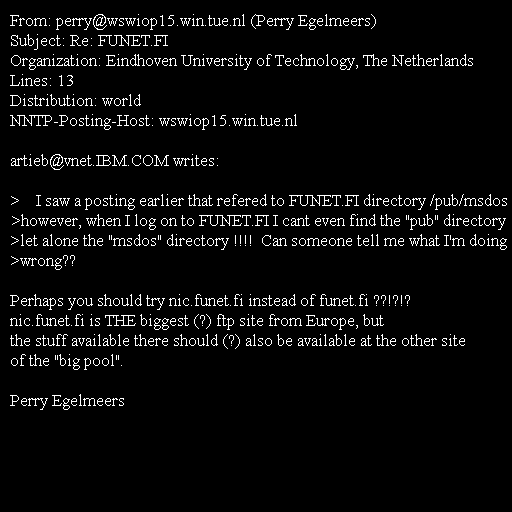 From: perry@wswiop15.win.tue.nl (Perry Egelmeers)
Subject: Re: FUNET.FI
Organization: Eindhoven University of Technology, The Netherlands
Lines: 13
Distribution: world
NNTP-Posting-Host: wswiop15.win.tue.nl

artieb@vnet.IBM.COM writes:

>    I saw a posting earlier that refered to FUNET.FI directory /pub/msdos
>however, when I log on to FUNET.FI I cant even find the "pub" directory
>let alone the "msdos" directory !!!!  Can someone tell me what I'm doing
>wrong??

Perhaps you should try nic.funet.fi instead of funet.fi ??!?!?
nic.funet.fi is THE biggest (?) ftp site from Europe, but
the stuff available there should (?) also be available at the other site
of the "big pool".

Perry Egelmeers